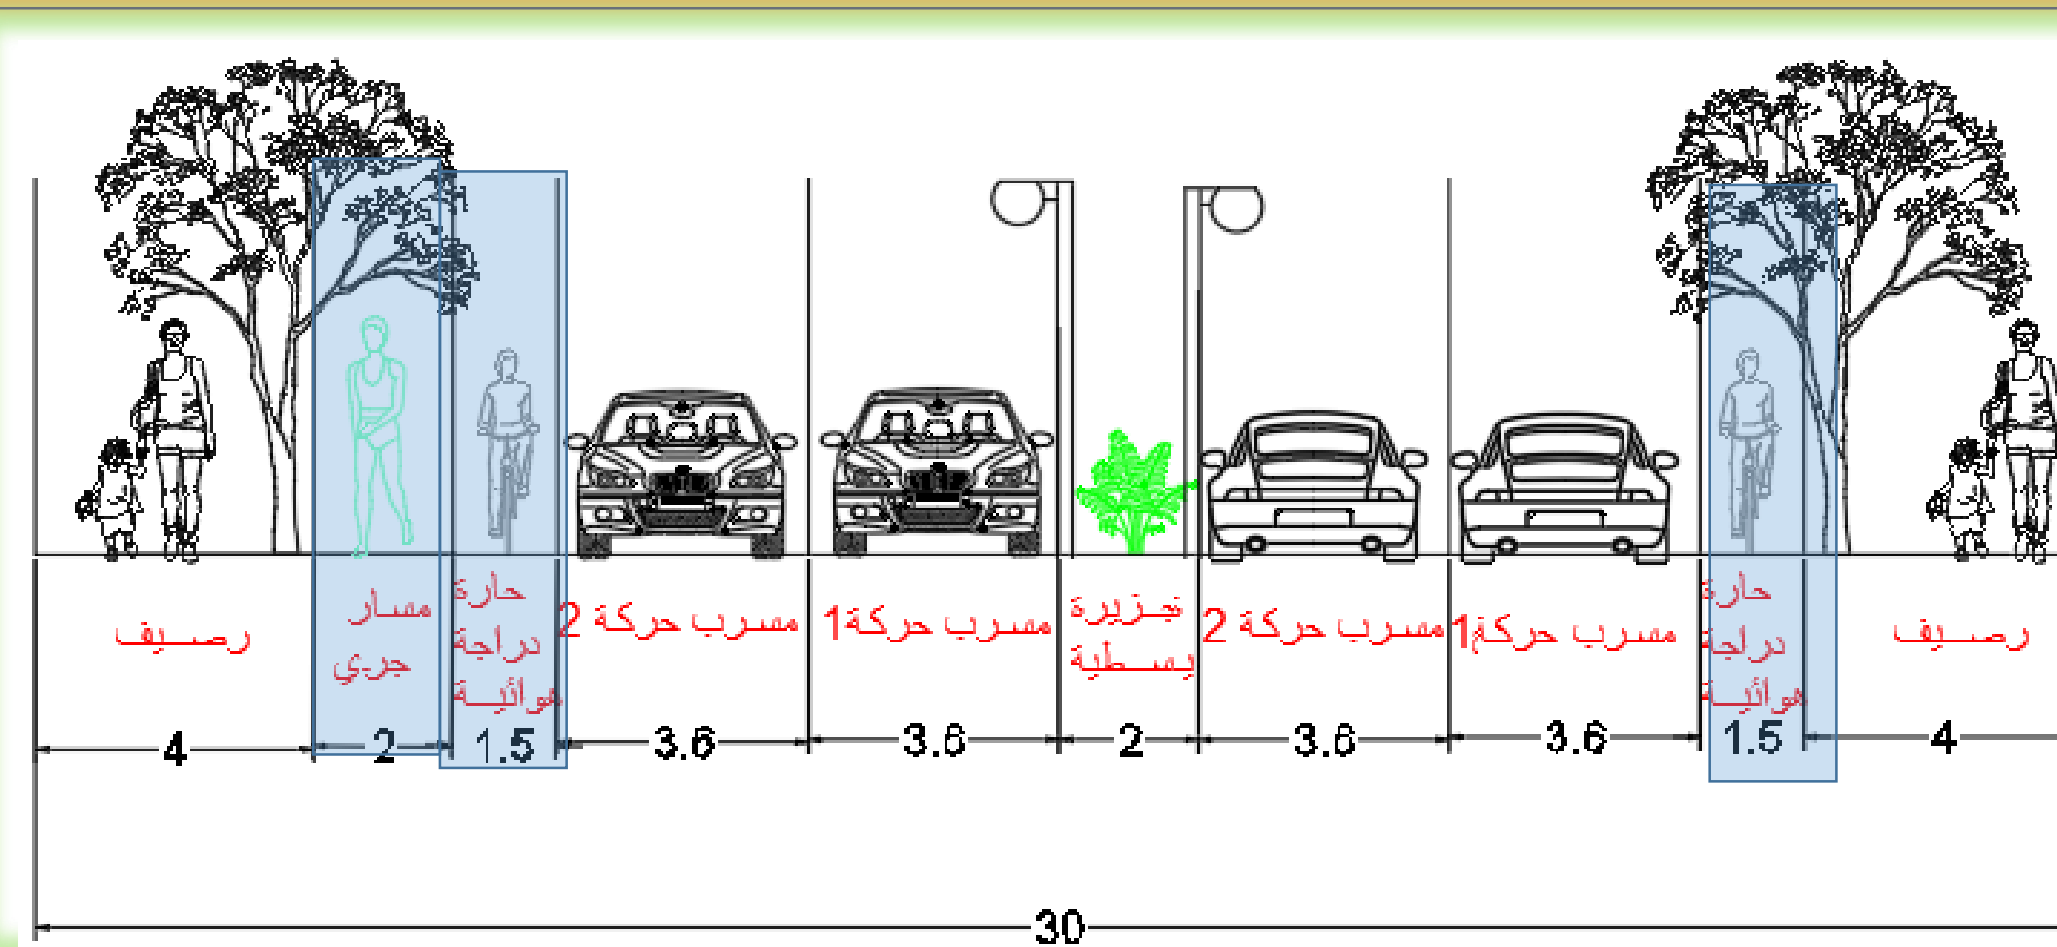 رصيف
مسار
جري
حارة
دراجة
هوائية
مسرب حركة 2
مسرب حركة 1
جزيرة
وسطية
مسرب حركة 2
مسرب حركة 1
حارة
دراجة
هوائية
رصيف
4 2 1.5 3.6 3.6 2 3.6 3.6 1.5 4
30